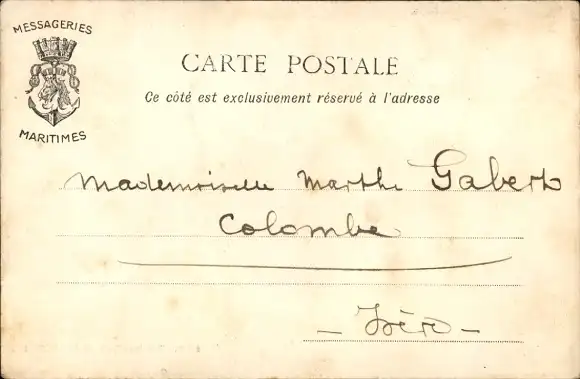 MESSAGERIES
MARITIMES
CARTE POSTALE
Ce côté est exclusivement réservé à l'adresse
Mademoiselle Marthe Gabert
Colombe
- Isère -